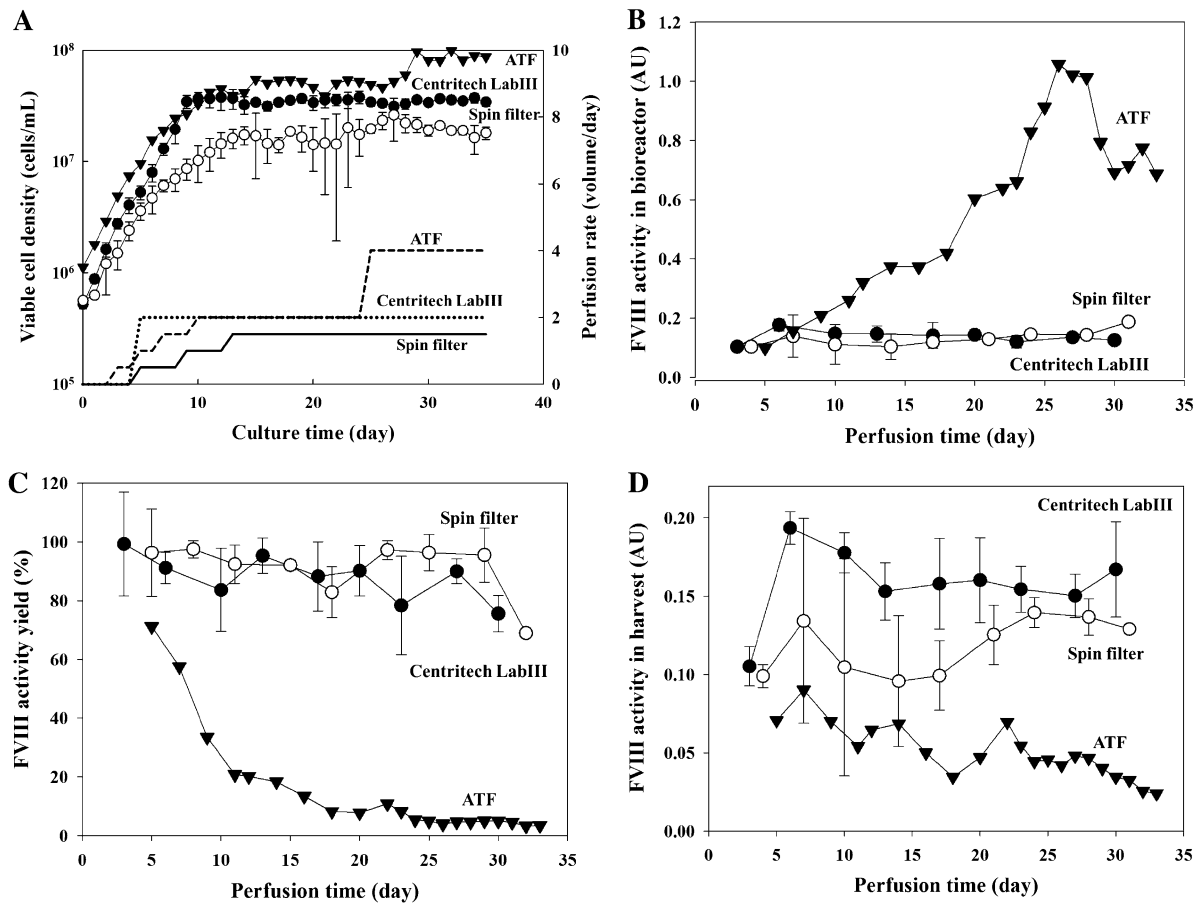 A
Viable cell density (cells/mL)
10⁸
10⁷
10⁶
10⁵
ATF
Centritech LabIII
Spin filter
ATF
Centritech LabIII
Spin filter
10
8
6
4
2
0
Perfusion rate (volume/day)
0 10 20 30 40
Culture time (day)
B
FVIII activity in bioreactor (AU)
1.2
1.0
0.8
0.6
0.4
0.2
0.0
ATF
Spin filter
Centritech LabIII
0 5 10 15 20 25 30 35
Perfusion time (day)
C
FVIII activity yield (%)
120
100
80
60
40
20
0
Spin filter
Centritech LabIII
ATF
0 5 10 15 20 25 30 35
Perfusion time (day)
D
FVIII activity in harvest (AU)
0.20
0.15
0.10
0.05
0.00
Centritech LabIII
Spin filter
ATF
0 5 10 15 20 25 30 35
Perfusion time (day)